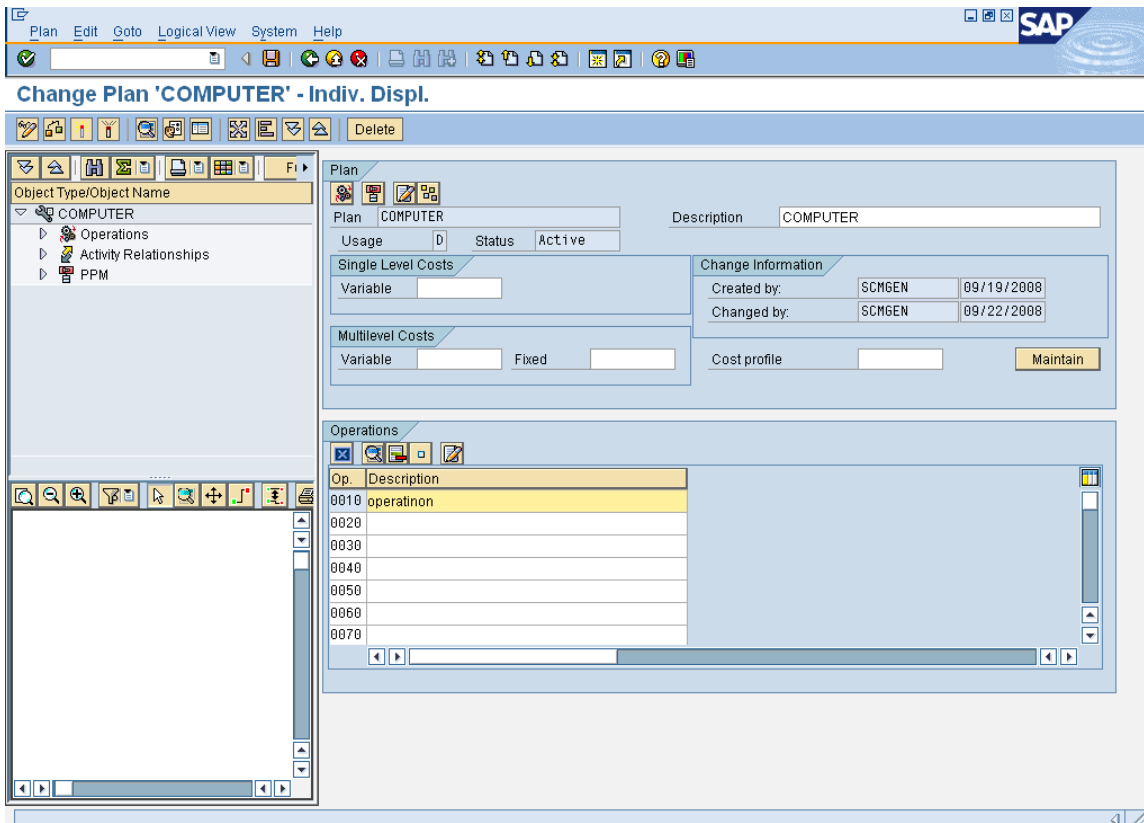 Plan Edit Goto Logical View System Help
SAP
Change Plan 'COMPUTER' - Indiv. Displ.
Delete
Object Type/Object Name
COMPUTER
Operations
Activity Relationships
PPM
Plan
Plan COMPUTER Description COMPUTER
Usage D Status Active
Single Level Costs Change Information
Variable Created by: SCMGEN 09/19/2008
Changed by: SCMGEN 09/22/2008
Multilevel Costs
Variable Fixed Cost profile Maintain
Operations
Op. Description
0010 operatinon
0020
0030
0040
0050
0060
0070